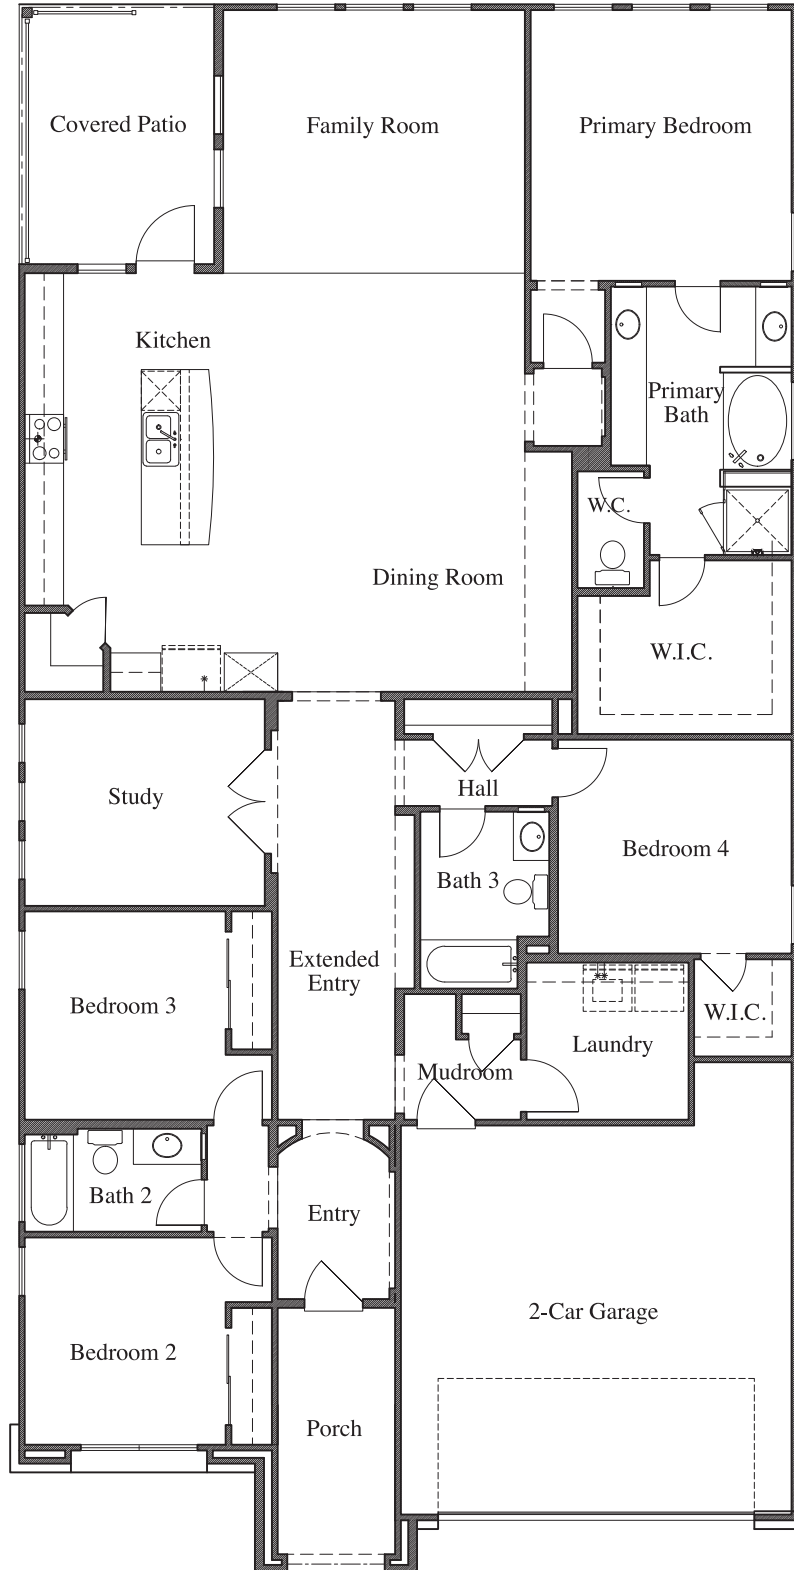 Covered Patio
Family Room
Primary Bedroom
Kitchen
Primary
Bath
W.C.
Dining Room
W.I.C.
Study
Hall
Bedroom 4
Bath 3
Extended
Entry
Bedroom 3
W.I.C.
Laundry
Mudroom
Bath 2
Entry
2-Car Garage
Bedroom 2
Porch